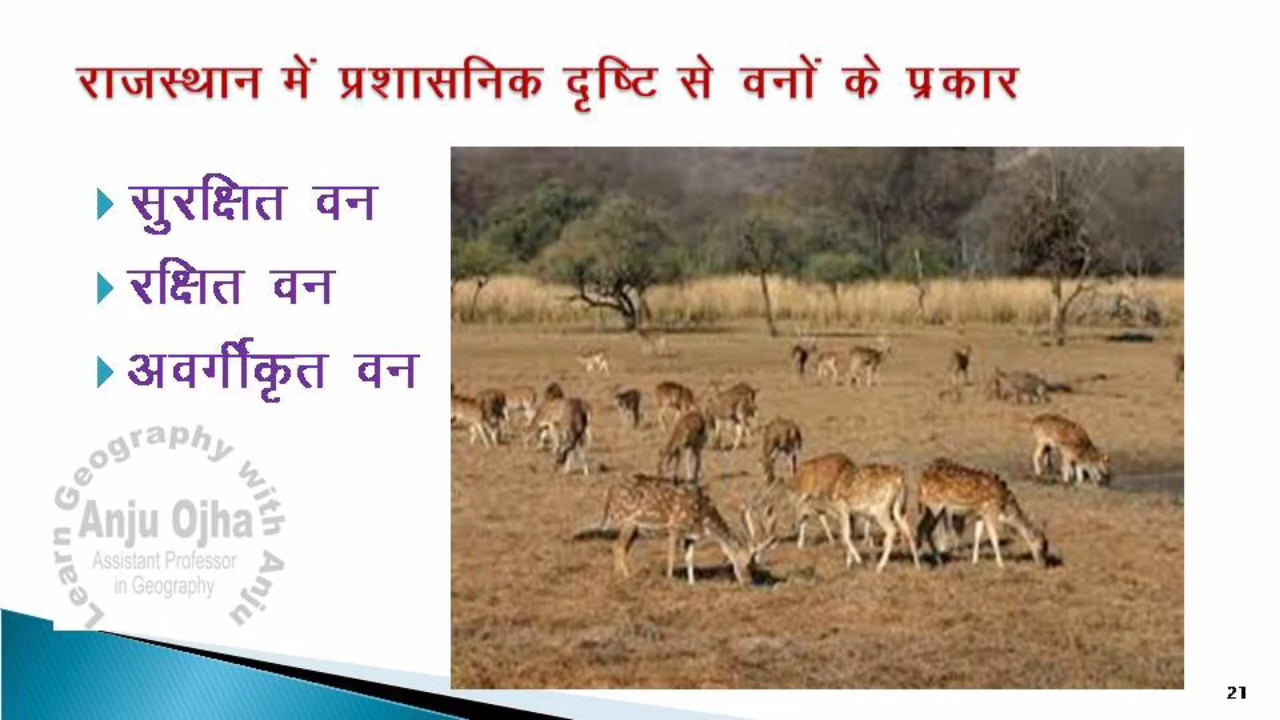 राजस्थान में प्रशासनिक दृष्टि से वनों के प्रकार
सुरक्षित वन
रक्षित वन
अवर्गीकृत वन
Learn Geography with Anju
Anju Ojha
Assistant Professor
in Geography
21